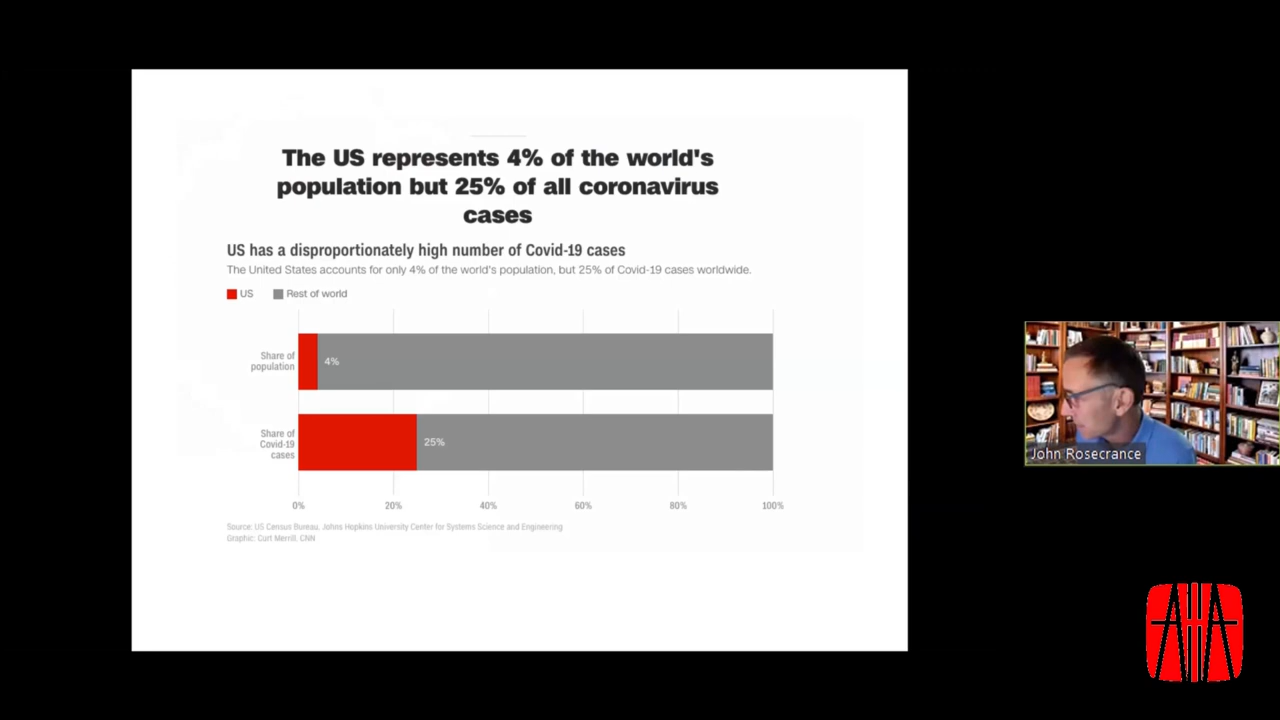 The US represents 4% of the world's
population but 25% of all coronavirus
cases
US has a disproportionately high number of Covid-19 cases
The United States accounts for only 4% of the world's population, but 25% of Covid-19 cases worldwide.
US Rest of world
Share of
population
4%
Share of
Covid-19
cases
25%
0% 20% 40% 60% 80% 100%
Source: US Census Bureau, Johns Hopkins University Center for Systems Science and Engineering
Graphic: Curt Merrill, CNN
John Rosecrance
AHA